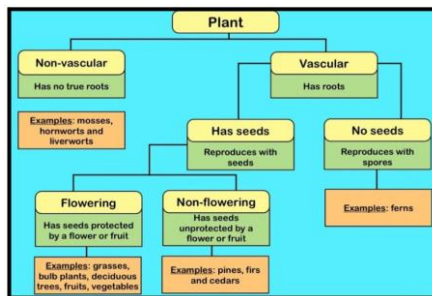 Plant
Non-vascular
Has no true roots
Examples: mosses,
hornworts and
liverworts
Vascular
Has roots
Has seeds
Reproduces with
seeds
No seeds
Reproduces with
spores
Examples: ferns
Flowering
Has seeds protected
by a flower or fruit
Examples: grasses,
bulb plants, deciduous
trees, fruits, vegetables
Non-flowering
Has seeds
unprotected by a
flower or fruit
Examples: pines, firs
and cedars